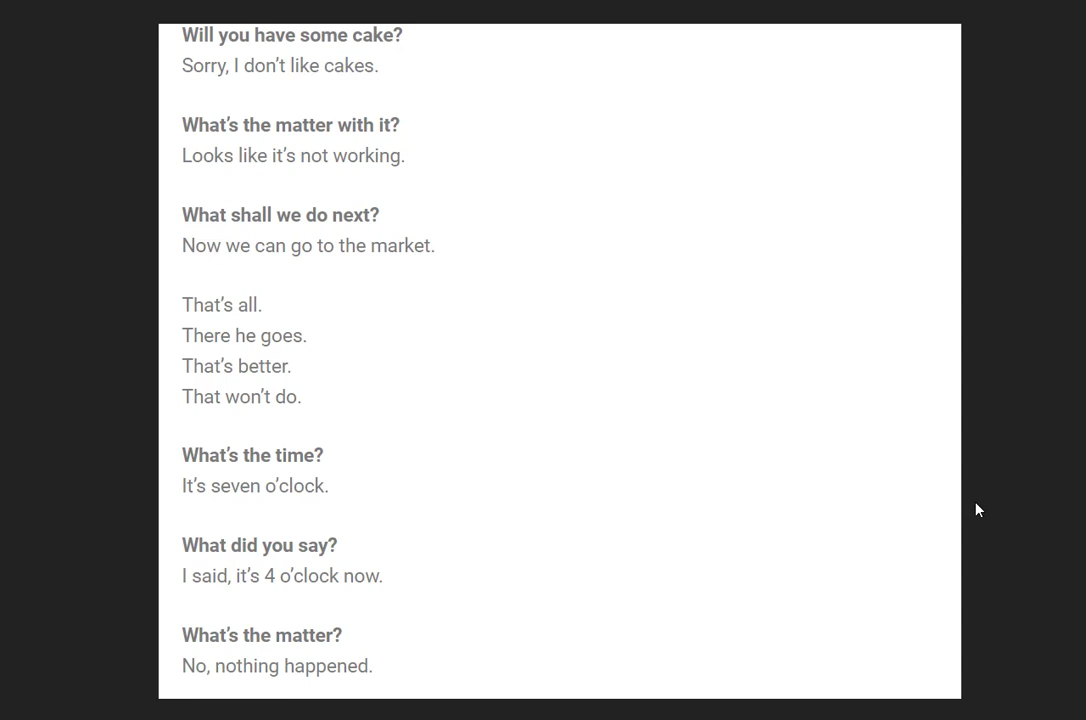 Will you have some cake?
Sorry, I don’t like cakes.
What’s the matter with it?
Looks like it’s not working.
What shall we do next?
Now we can go to the market.
That’s all.
There he goes.
That’s better.
That won’t do.
What’s the time?
It’s seven o’clock.
What did you say?
I said, it’s 4 o’clock now.
What’s the matter?
No, nothing happened.